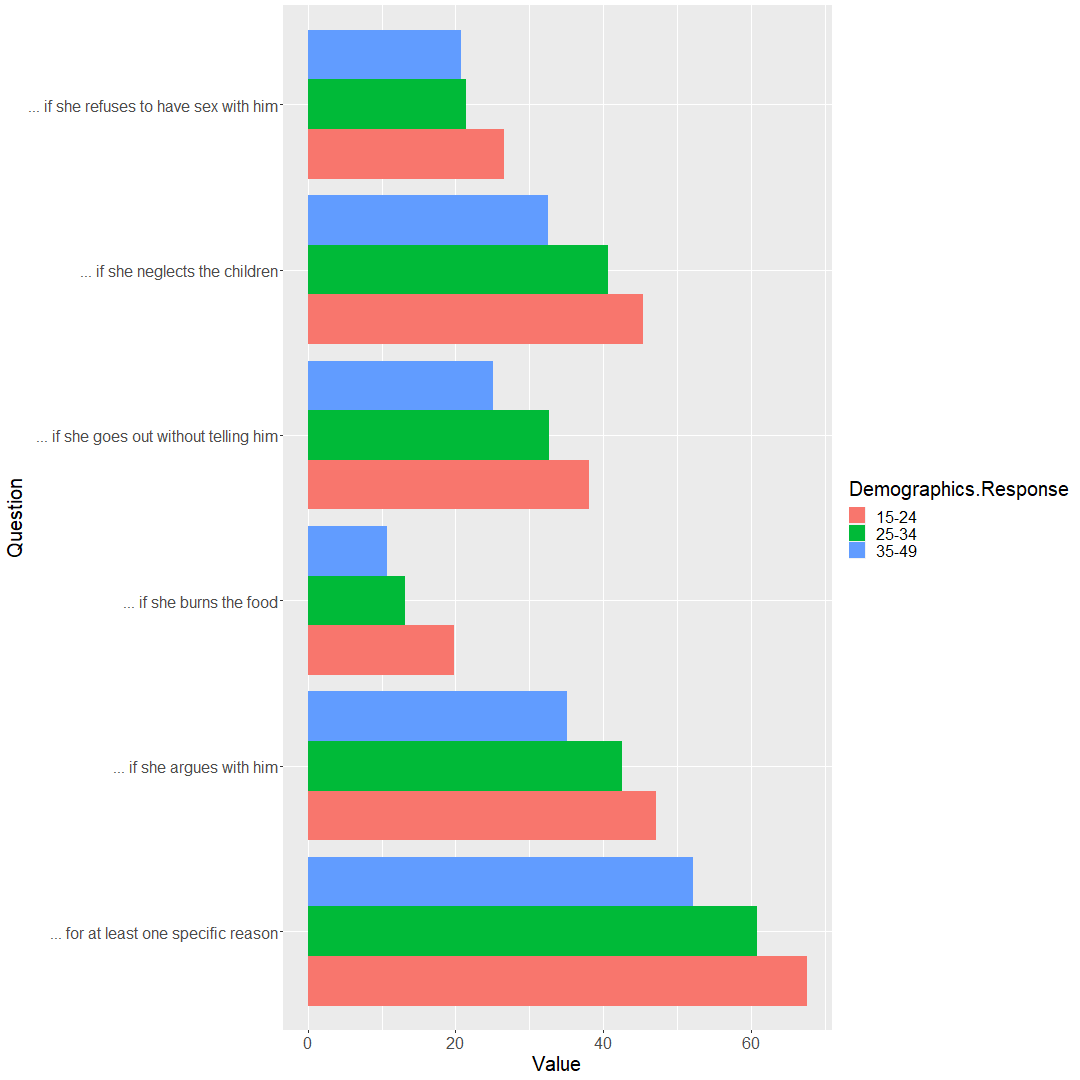 ... if she refuses to have sex with him
... if she neglects the children
... if she goes out without telling him
... if she burns the food
... if she argues with him
... for at least one specific reason
Question
0 20 40 60
Value
Demographics.Response
15-24
25-34
35-49